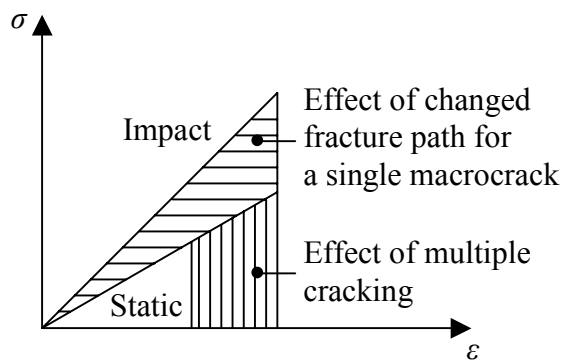 σ
Impact
Effect of changed
fracture path for
a single macrocrack
Static
Effect of multiple
cracking
ε